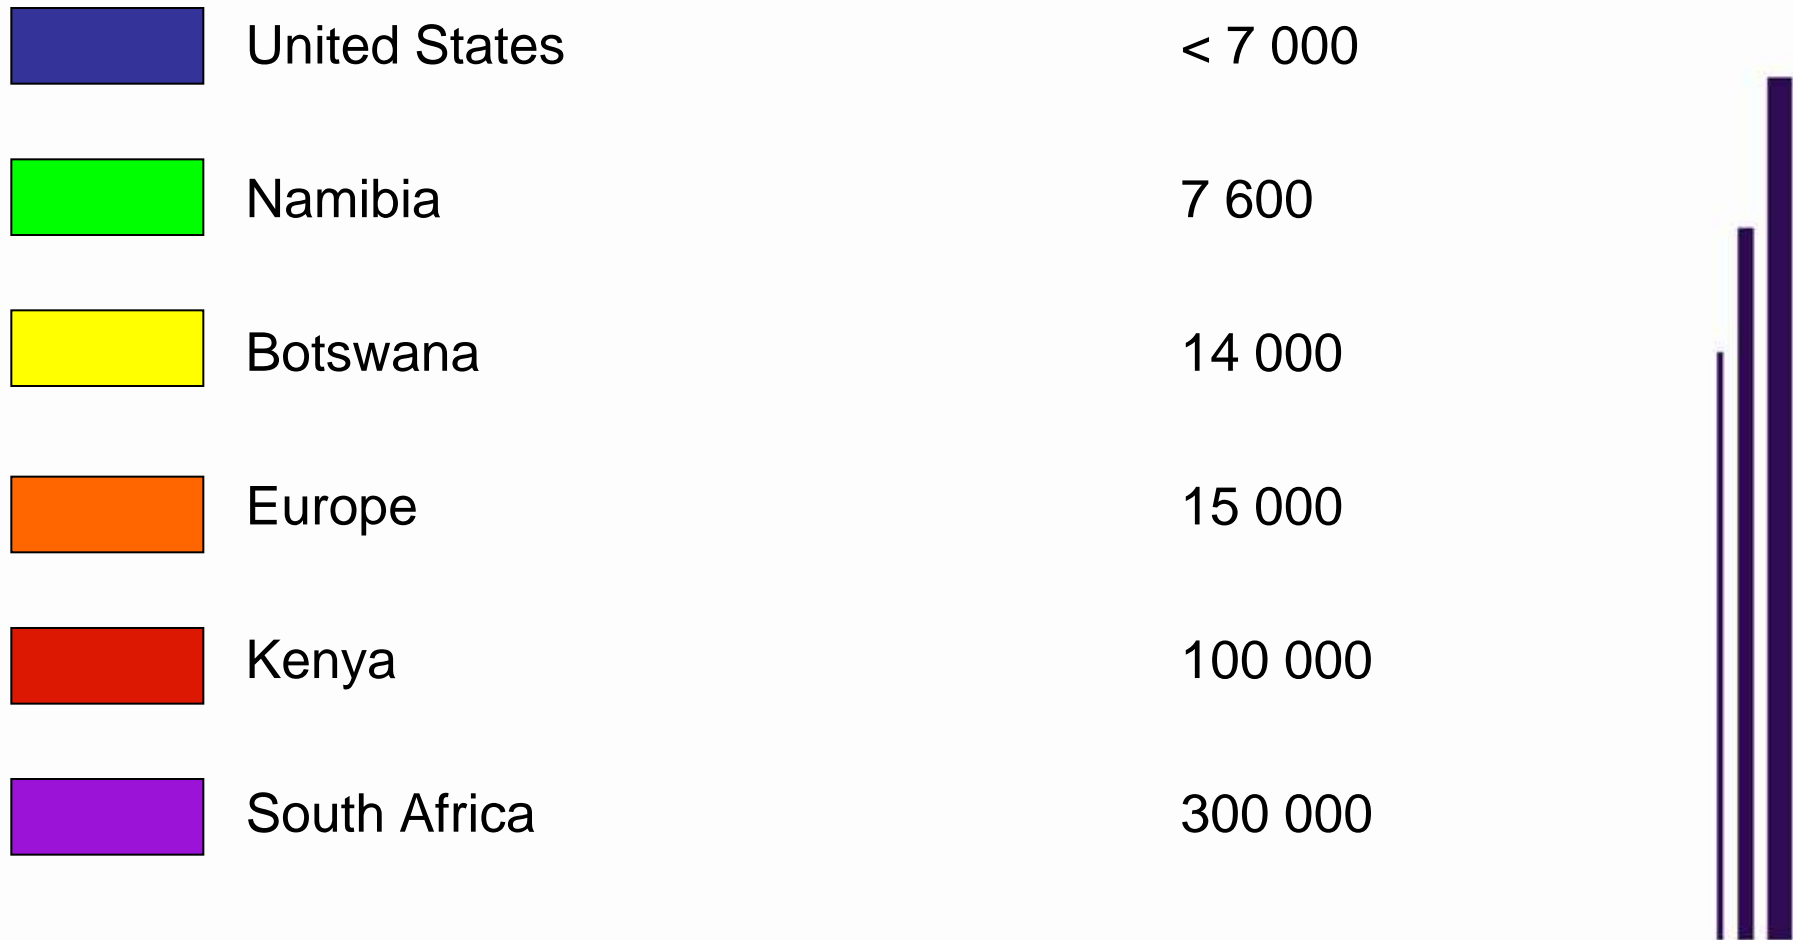 United States < 7 000
Namibia 7 600
Botswana 14 000
Europe 15 000
Kenya 100 000
South Africa 300 000